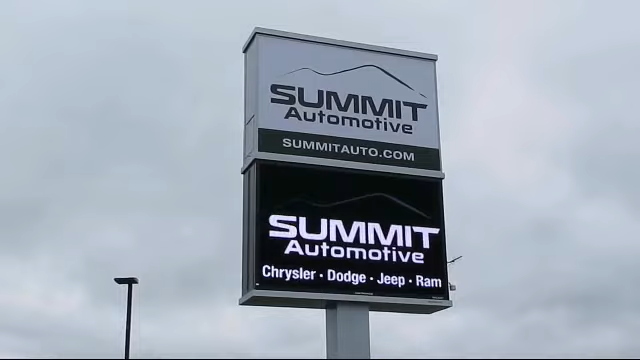 SUMMIT
Automotive
SUMMITAUTO.COM
SUMMIT
Automotive
Chrysler · Dodge · Jeep · Ram